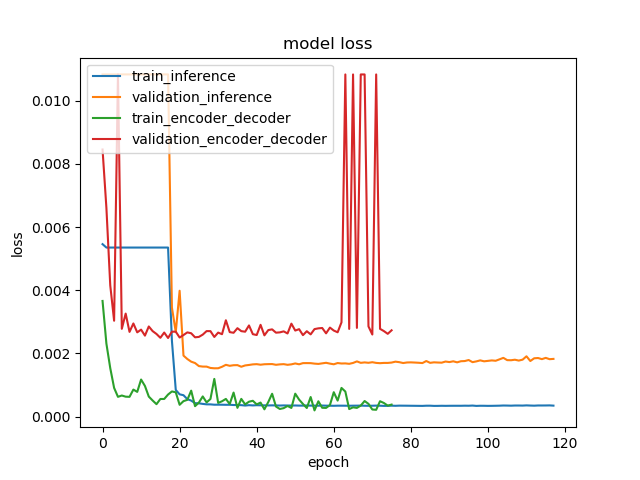 model loss
train_inference
validation_inference
train_encoder_decoder
validation_encoder_decoder
0.010
0.008
0.006
0.004
0.002
0.000
loss
0 20 40 60 80 100 120
epoch